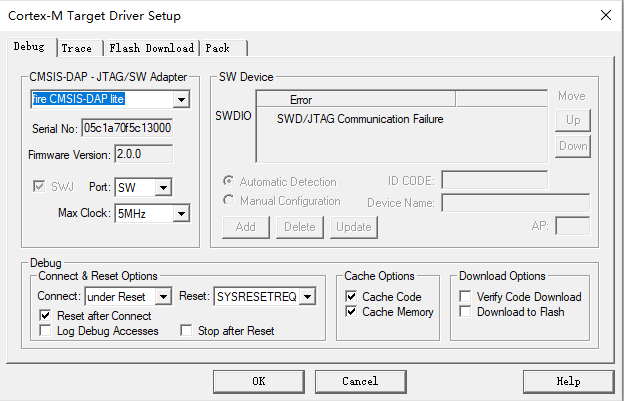 Cortex-M Target Driver Setup
Debug Trace Flash Download Pack
CMSIS-DAP - JTAG/SW Adapter
fire CMSIS-DAP lite
Serial No: 05c1a70f5c13000
Firmware Version: 2.0.0
SWJ Port: SW
Max Clock: 5MHz
SW Device
Error
SWDIO SWD/JTAG Communication Failure
Move
Up
Down
Automatic Detection ID CODE:
Manual Configuration Device Name:
Add Delete Update AP:
Debug
Connect & Reset Options
Connect: under Reset Reset: SYSRESETREQ
Reset after Connect
Log Debug Accesses Stop after Reset
Cache Options
Cache Code
Cache Memory
Download Options
Verify Code Download
Download to Flash
OK Cancel Help